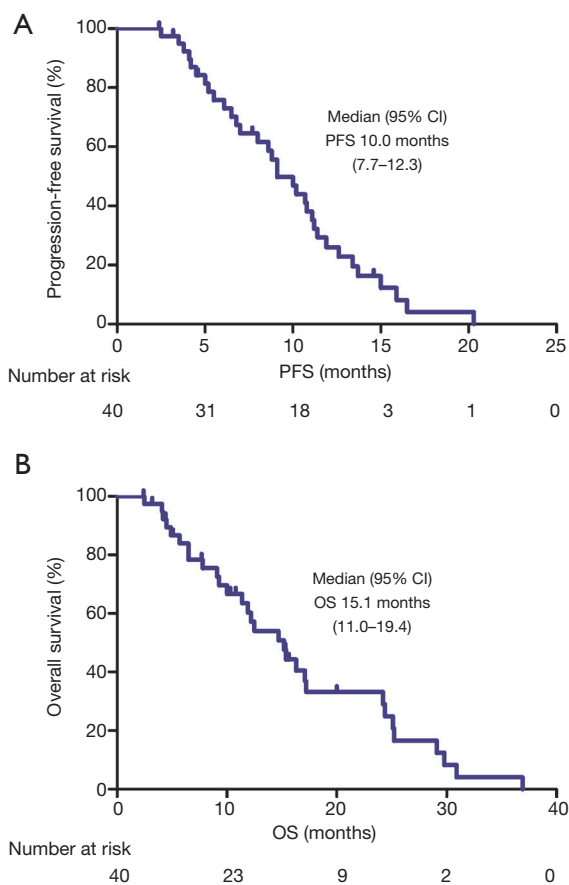 A
Progression-free survival (%)
100
80
60
40
20
0
Median (95% CI)
PFS 10.0 months
(7.7–12.3)
0 5 10 15 20 25
PFS (months)
Number at risk
40 31 18 3 1 0
B
Overall survival (%)
100
80
60
40
20
0
Median (95% CI)
OS 15.1 months
(11.0–19.4)
0 10 20 30 40
OS (months)
Number at risk
40 23 9 2 0